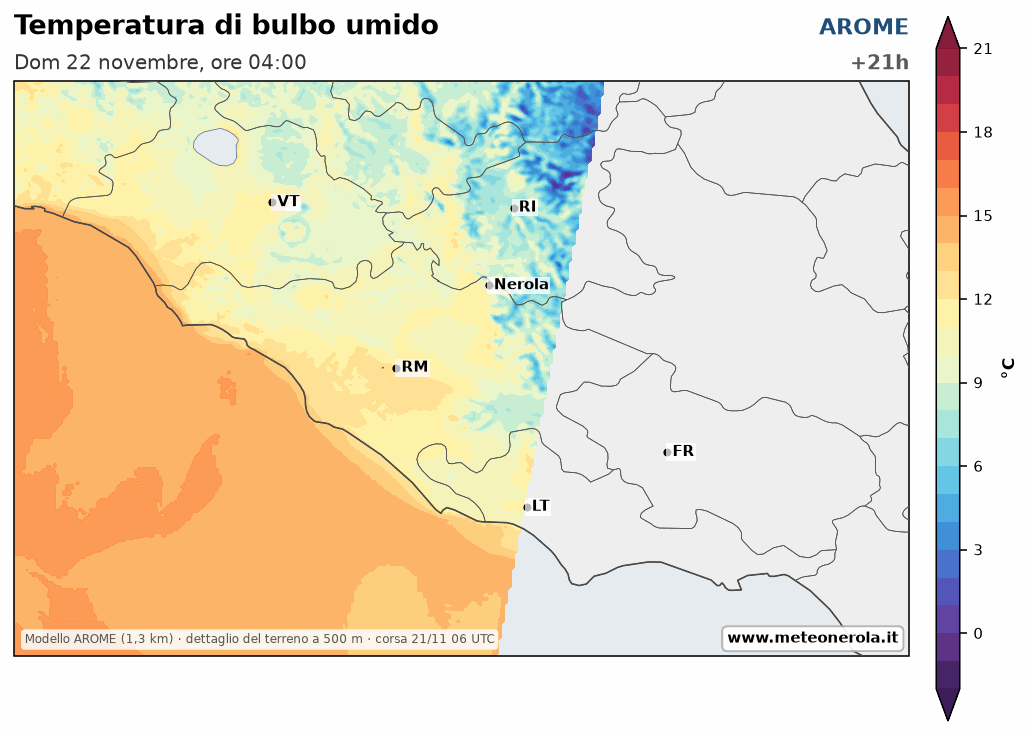 Temperatura di bulbo umido
AROME
Dom 22 novembre, ore 04:00
+21h
VT
RI
Nerola
RM
FR
LT
Modello AROME (1,3 km) · dettaglio del terreno a 500 m · corsa 21/11 06 UTC
www.meteonerola.it
21
18
15
12
9
6
3
0
°C